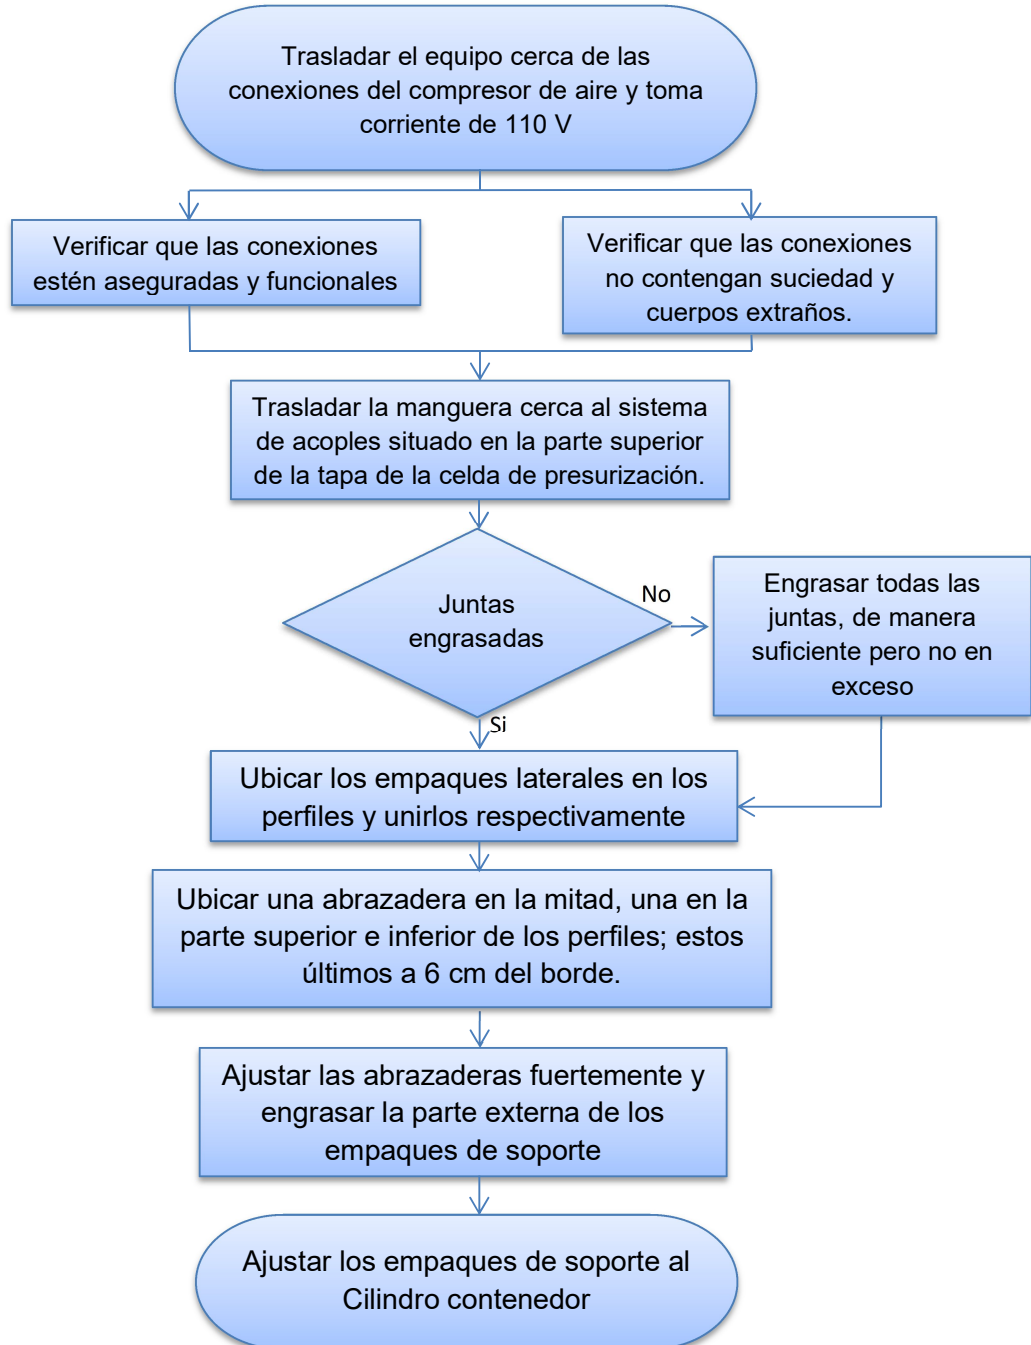 Trasladar el equipo cerca de las
conexiones del compresor de aire y toma
corriente de 110 V
Verificar que las conexiones
estén aseguradas y funcionales
Verificar que las conexiones
no contengan suciedad y
cuerpos extraños.
Trasladar la manguera cerca al sistema
de acoples situado en la parte superior
de la tapa de la celda de presurización.
Juntas
engrasadas
No
Engrasar todas las
juntas, de manera
suficiente pero no en
exceso
Si
Ubicar los empaques laterales en los
perfiles y unirlos respectivamente
Ubicar una abrazadera en la mitad, una en la
parte superior e inferior de los perfiles; estos
últimos a 6 cm del borde.
Ajustar las abrazaderas fuertemente y
engrasar la parte externa de los
empaques de soporte
Ajustar los empaques de soporte al
Cilindro contenedor